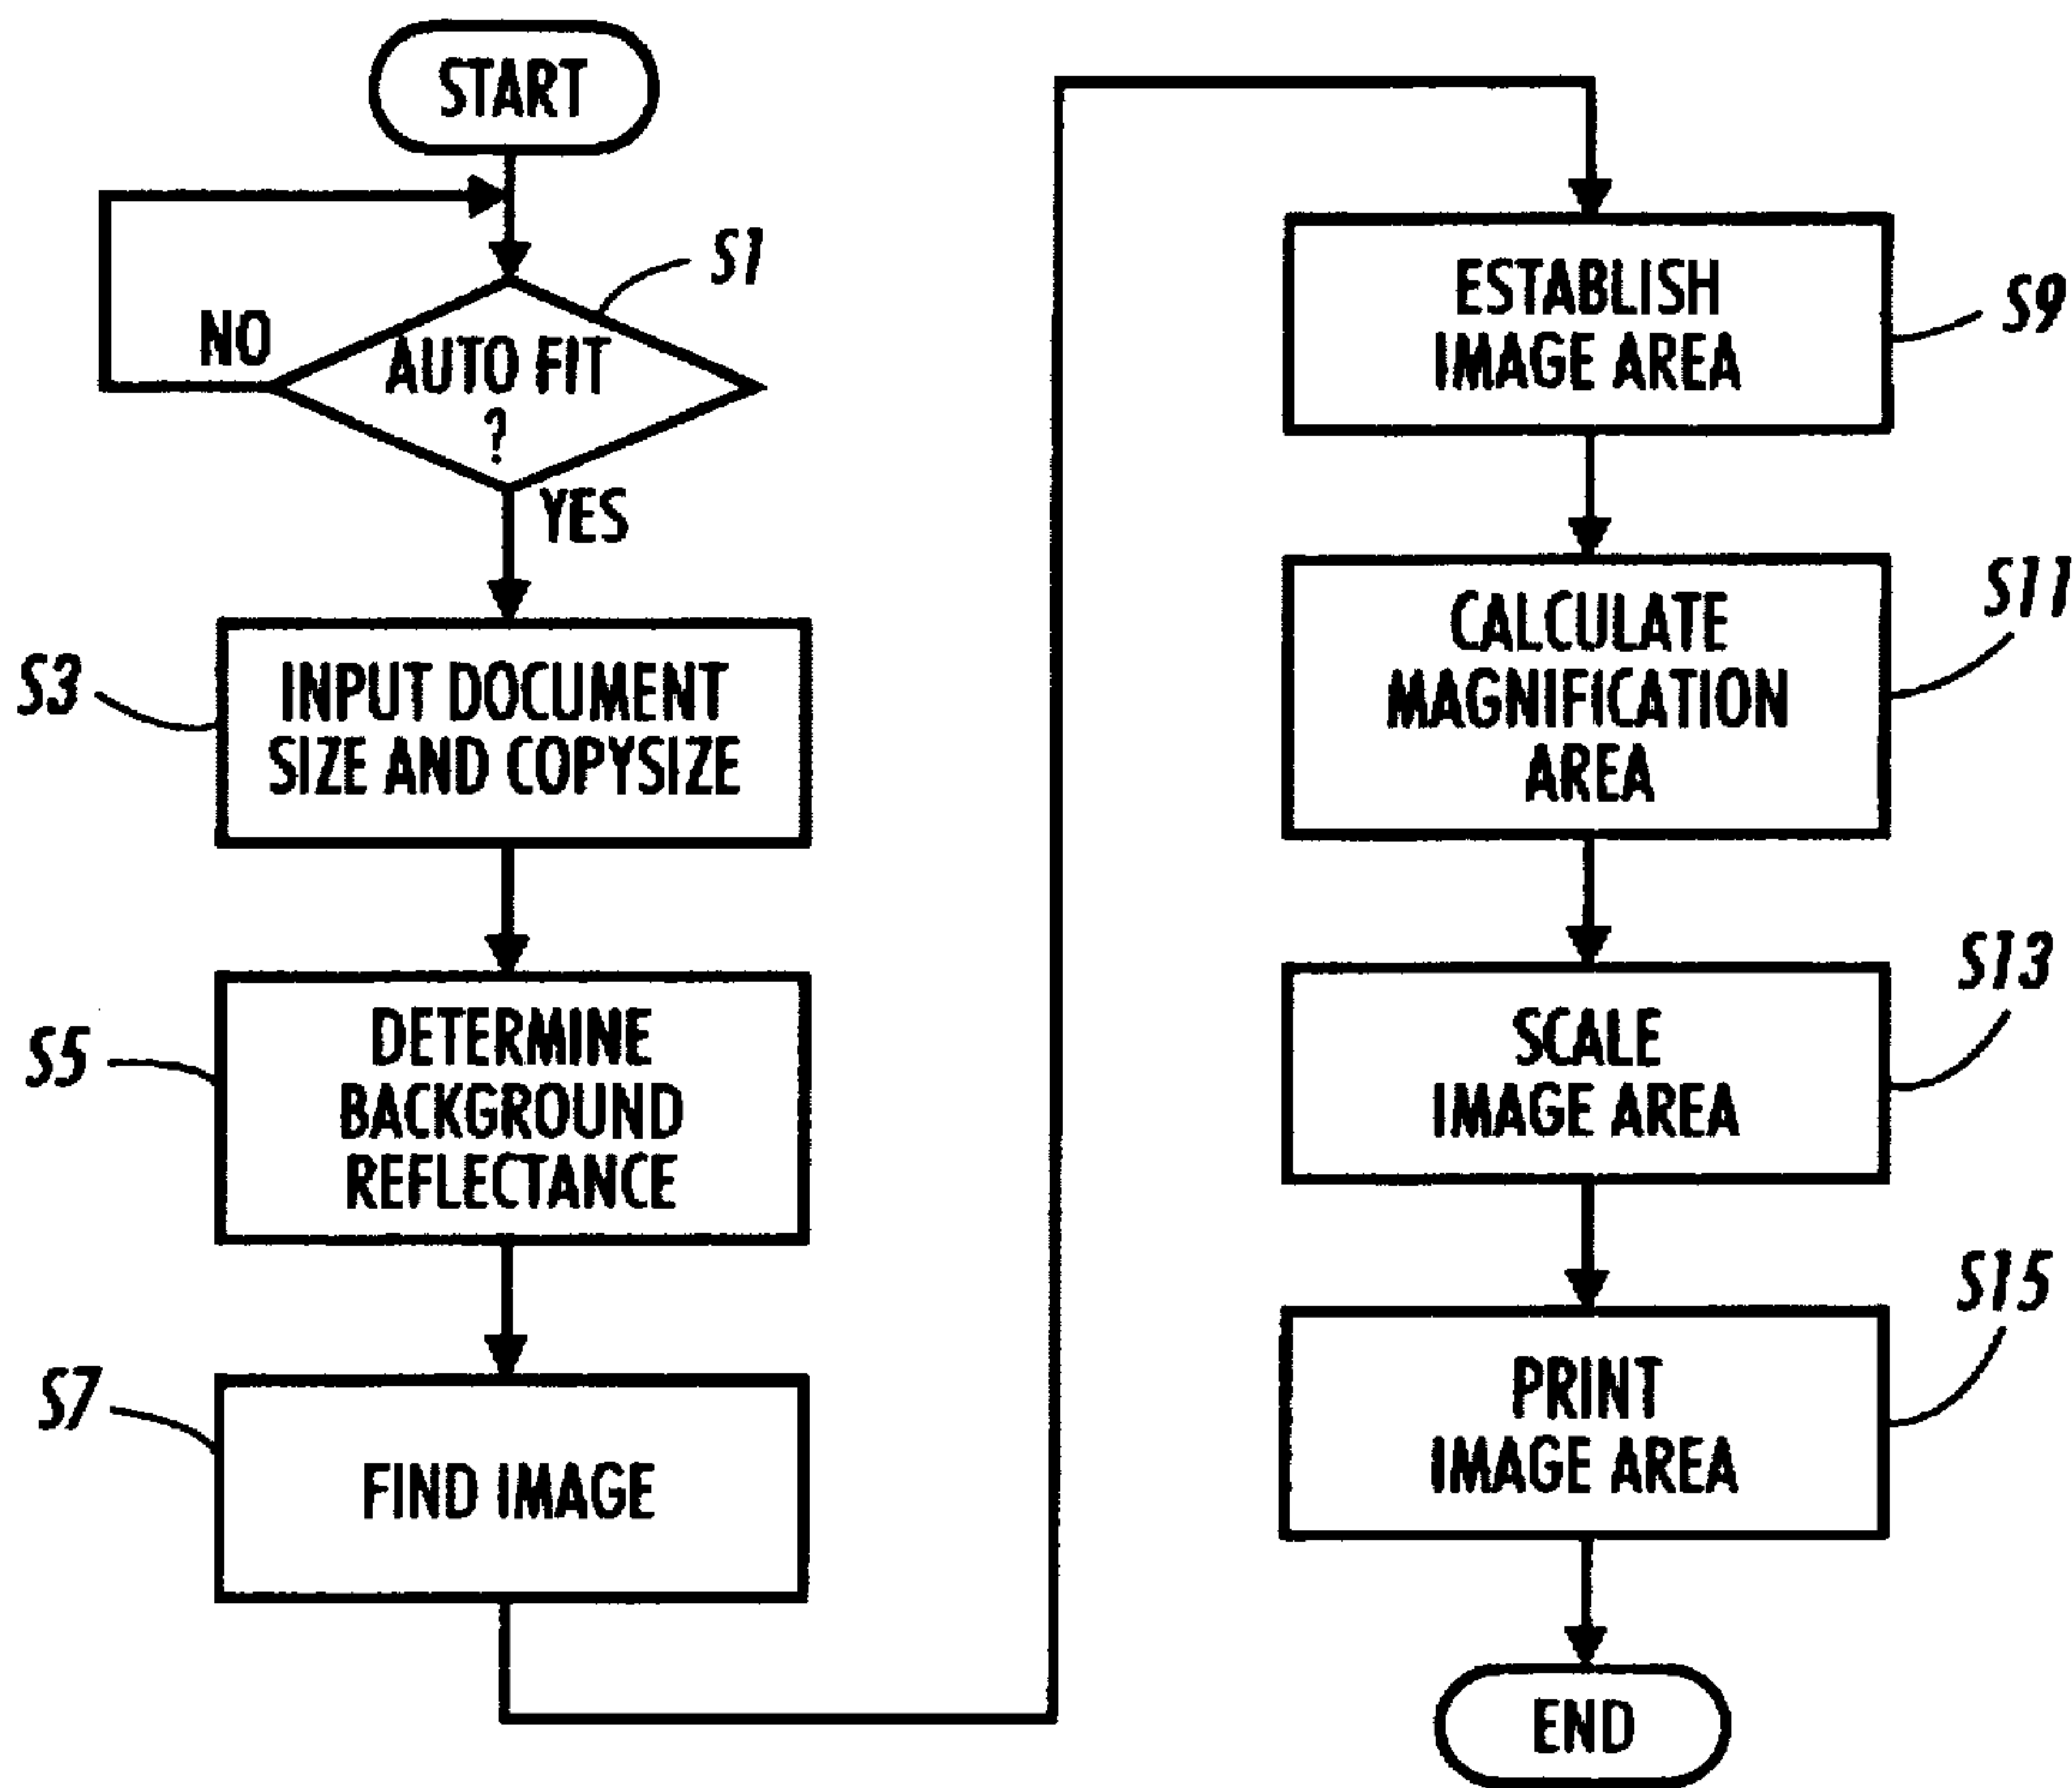 START
S1
NO
AUTO FIT
?
YES
S3
INPUT DOCUMENT
SIZE AND COPYSIZE
S5
DETERMINE
BACKGROUND
REFLECTANCE
S7
FIND IMAGE
ESTABLISH
IMAGE AREA
S9
CALCULATE
MAGNIFICATION
AREA
S11
SCALE
IMAGE AREA
S13
PRINT
IMAGE AREA
S15
END